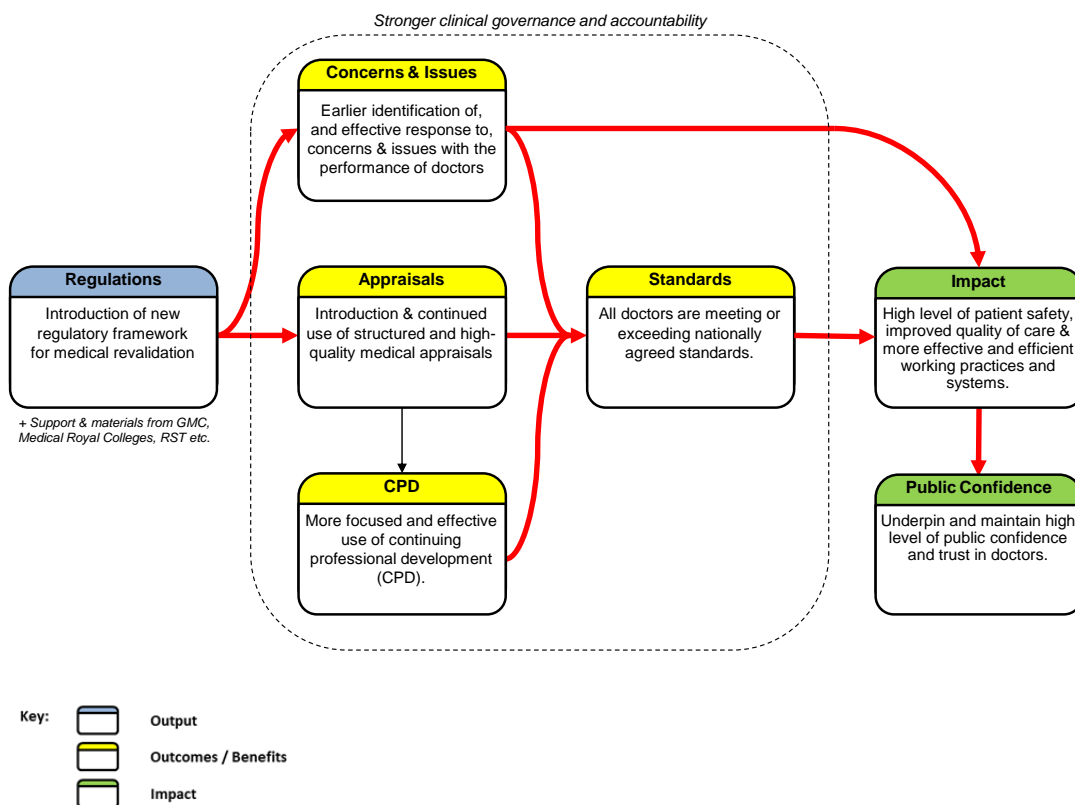 Stronger clinical governance and accountability
Concerns & Issues
Earlier identification of,
and effective response to,
concerns & issues with the
performance of doctors
Regulations
Introduction of new
regulatory framework
for medical revalidation
+ Support & materials from GMC,
Medical Royal Colleges, RST etc.
Appraisals
Introduction & continued
use of structured and high-
quality medical appraisals
Standards
All doctors are meeting or
exceeding nationally
agreed standards.
Impact
High level of patient safety,
improved quality of care &
more effective and efficient
working practices and
systems.
CPD
More focused and effective
use of continuing
professional development
(CPD).
Public Confidence
Underpin and maintain high
level of public confidence
and trust in doctors.
Key:
Output
Outcomes / Benefits
Impact